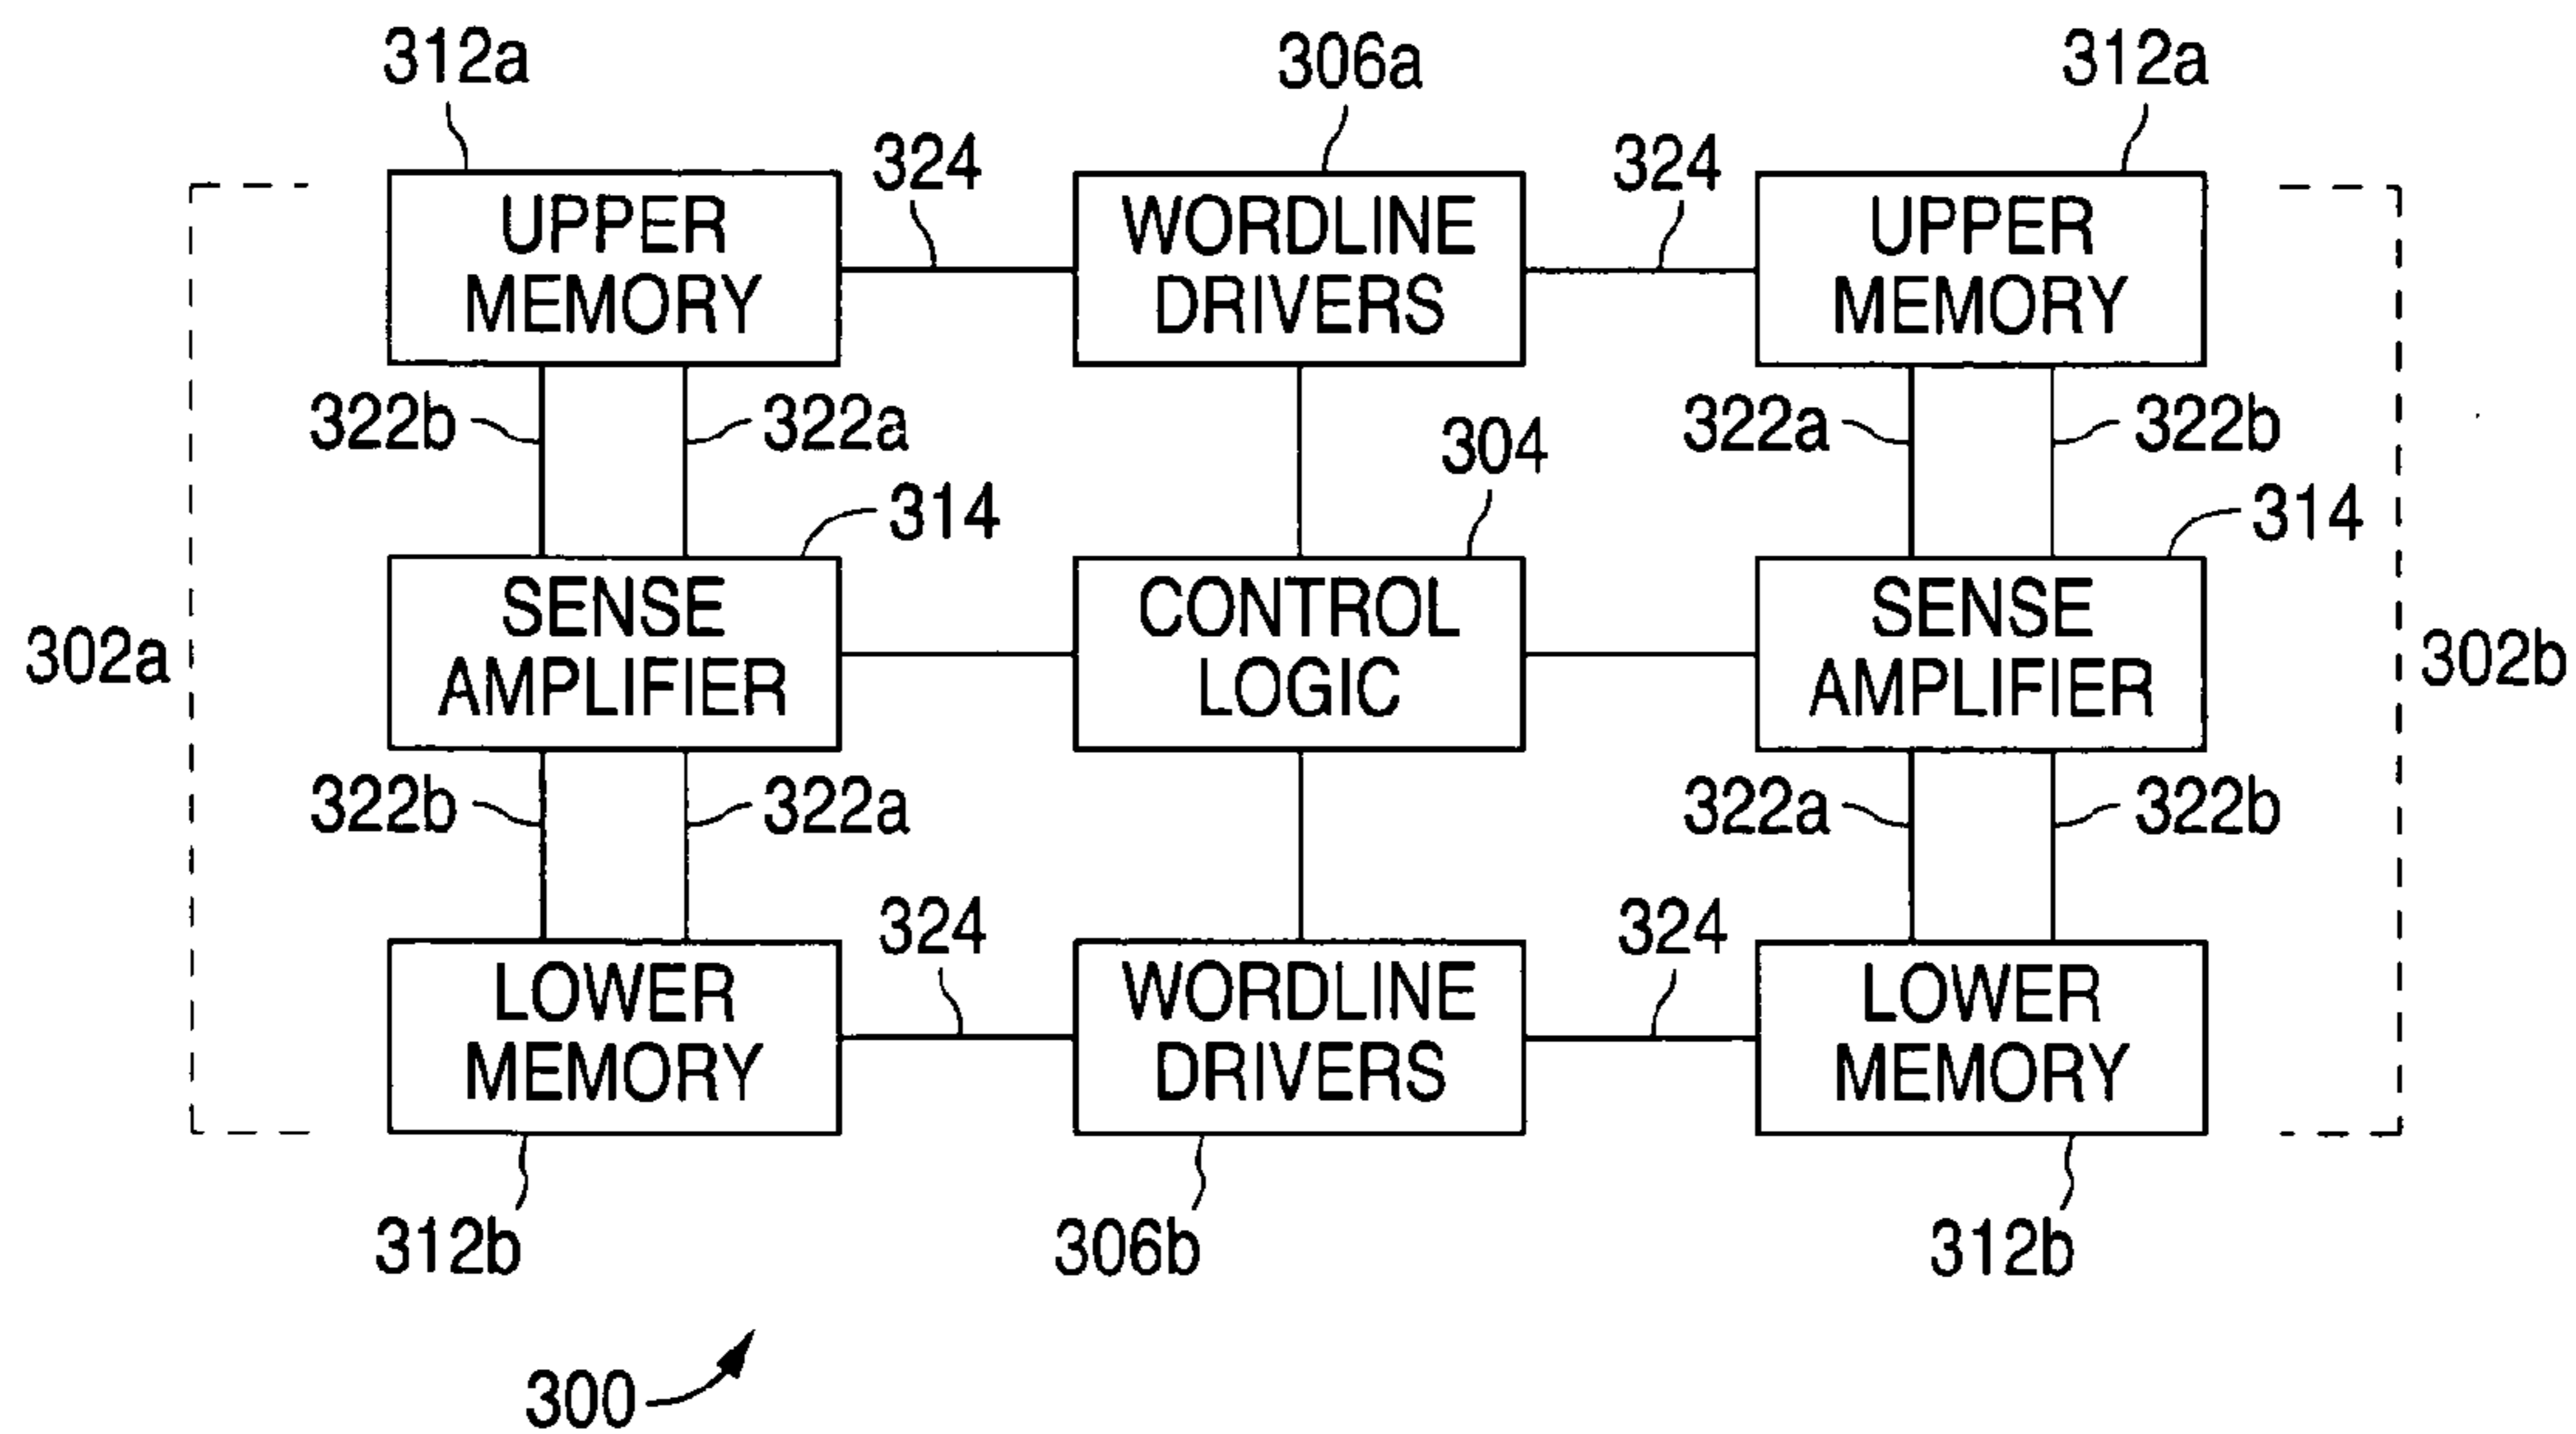 312a
306a
312a
324
324
UPPER
MEMORY
WORDLINE
DRIVERS
UPPER
MEMORY
322b
322a
322a
322b
304
314
314
302a
SENSE
AMPLIFIER
CONTROL
LOGIC
SENSE
AMPLIFIER
302b
322b
322a
322a
322b
324
324
LOWER
MEMORY
WORDLINE
DRIVERS
LOWER
MEMORY
312b
306b
312b
300